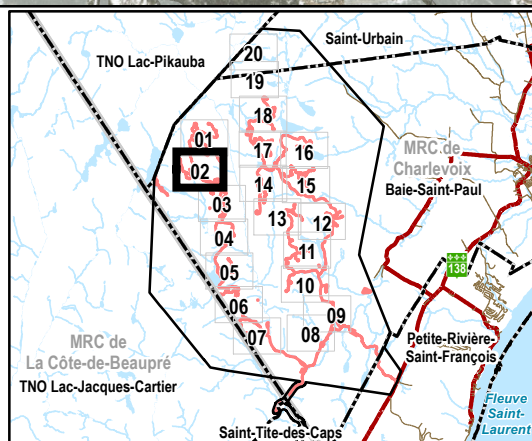 20
Saint-Urbain
TNO Lac-Pikauba
19
18
01
17
16
MRC de
Charlevoix
02
14
15
Baie-Saint-Paul
03
13
12
04
11
138
05
10
06
09
07
08
Petite-Rivière-
Saint-François
MRC de
La Côte-de-Beaupré
TNO Lac-Jacques-Cartier
Fleuve
Saint-
Laurent
Saint-Tite-des-Caps